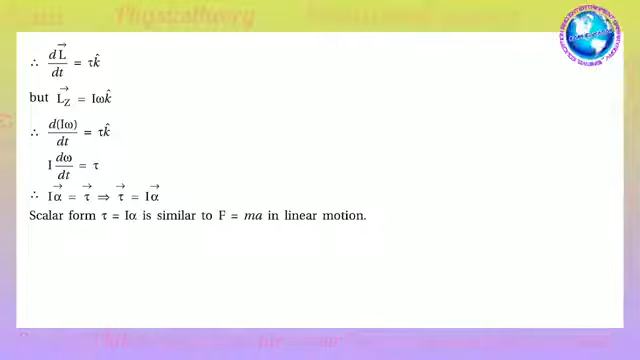 Physicstheory
∴ dL⃗/dt = τk̂
but L⃗_Z = Iωk̂
∴ d(Iω)/dt = τk̂
I dω/dt = τ
∴ Iα⃗ = τ⃗ ⇒ τ⃗ = Iα⃗
Scalar form τ = Iα is similar to F = ma in linear motion.